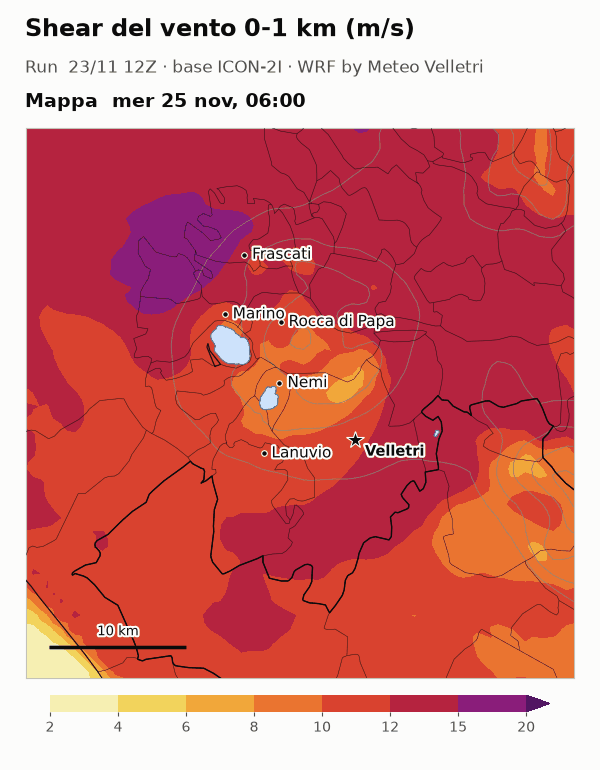 Shear del vento 0-1 km (m/s)
Run  23/11 12Z · base ICON-2I · WRF by Meteo Velletri
Mappa  mer 25 nov, 06:00
Frascati
Marino
Rocca di Papa
Nemi
Velletri
Lanuvio
10 km
2 4 6 8 10 12 15 20